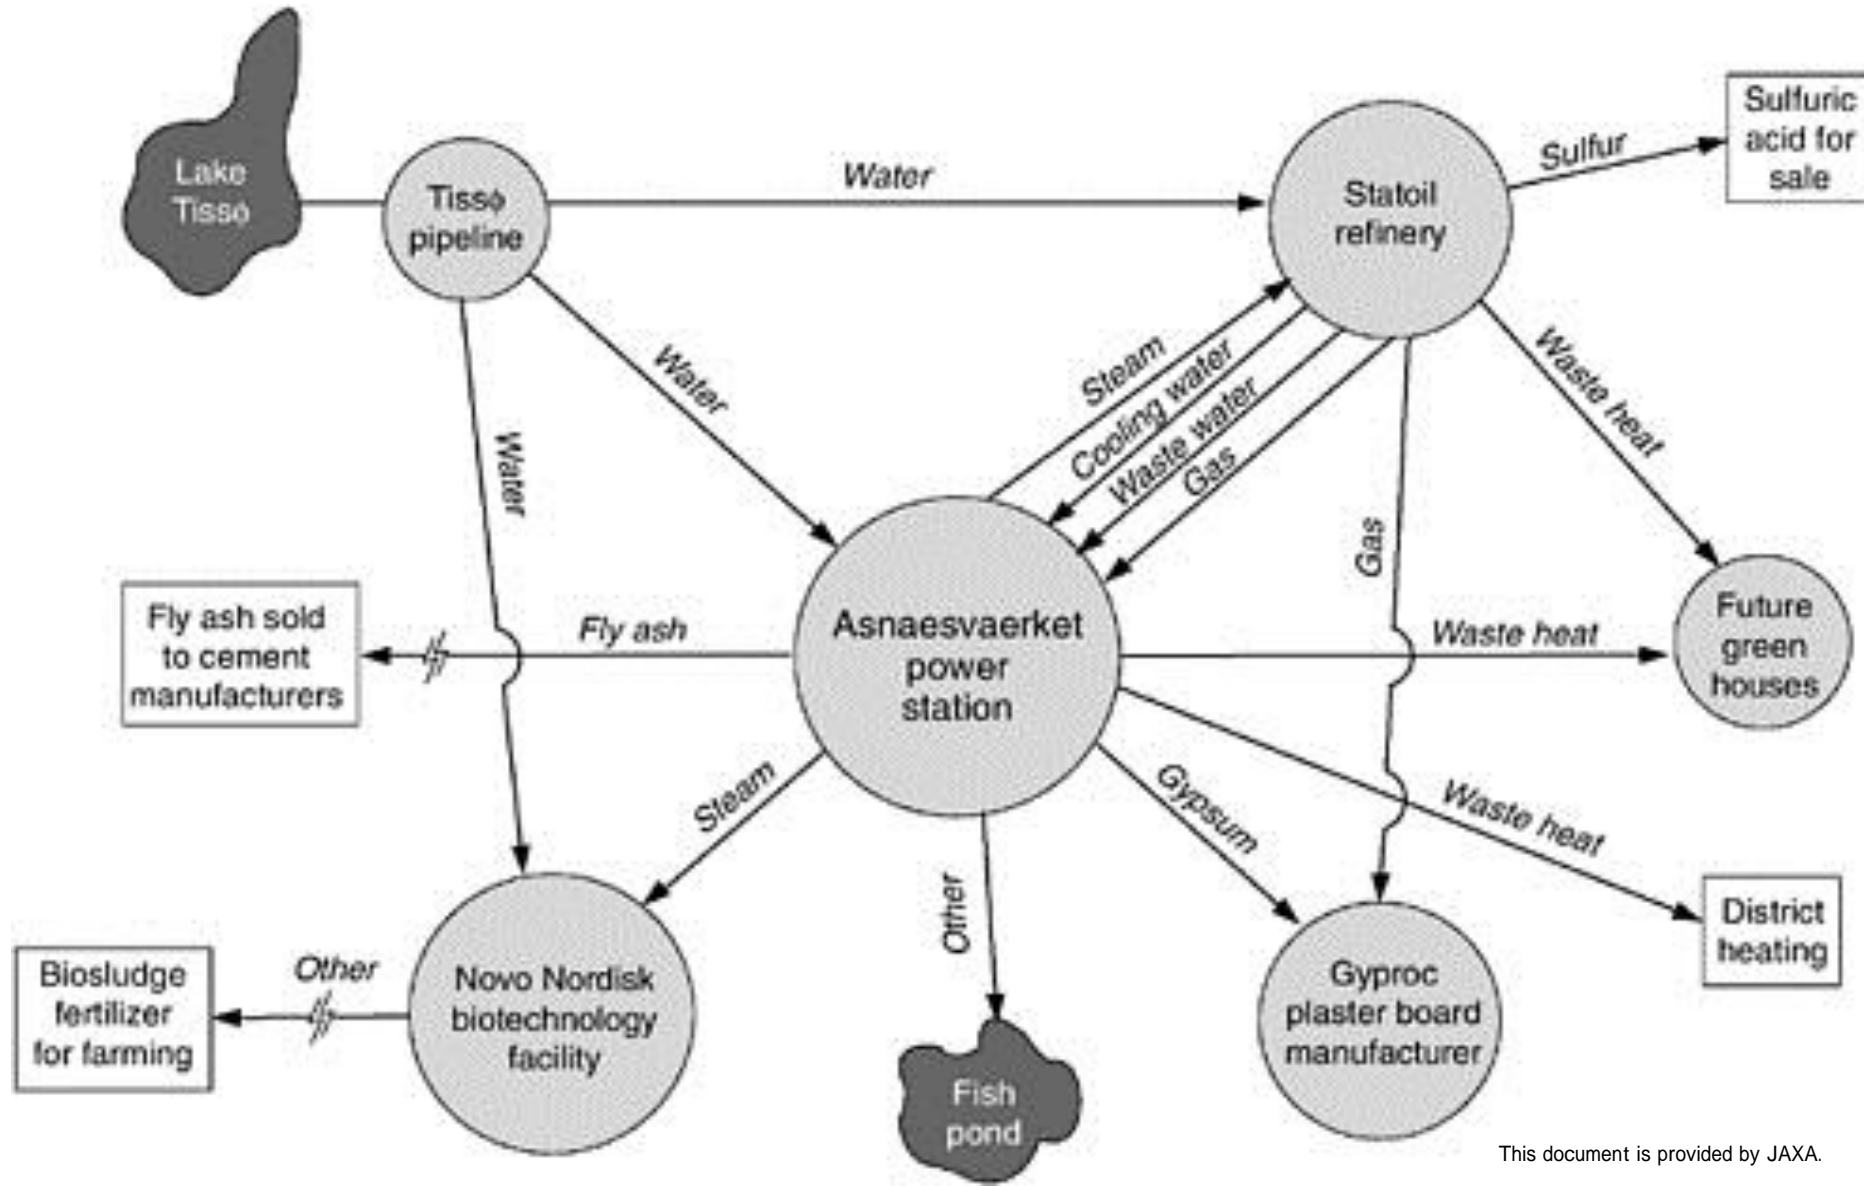 Lake
Tissϕ
Tissϕ
pipeline
Water
Statoil
refinery
Sulfur
Sulfuric
acid for
sale
Water
Water
Steam
Cooling water
Waste water
Gas
Gas
Waste heat
Fly ash sold
to cement
manufacturers
Fly ash
Asnaesvaerket
power
station
Waste heat
Future
green
houses
Steam
Other
Gypsum
Waste heat
District
heating
Biosludge
fertilizer
for farming
Other
Novo Nordisk
biotechnology
facility
Fish
pond
Gyproc
plaster board
manufacturer
This document is provided by JAXA.